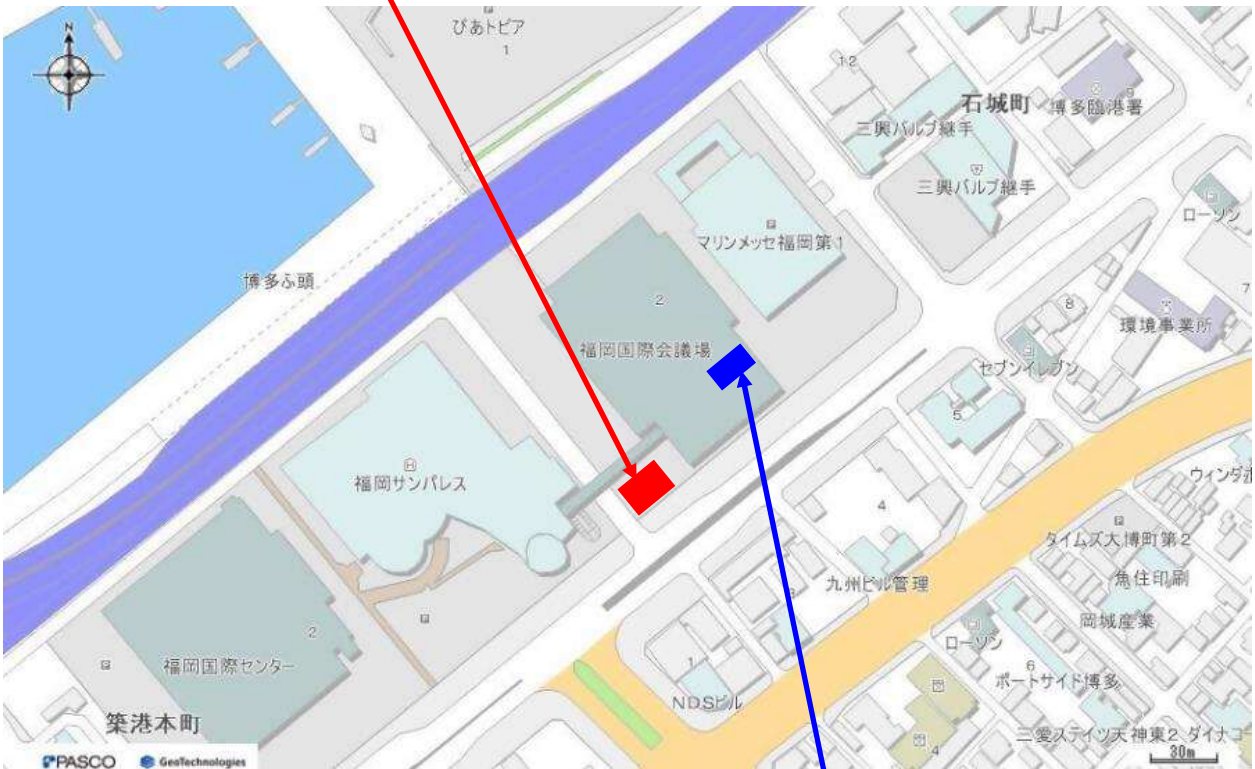 ぴあトピア
1
N
12
石城町
博多臨港署
三興バルブ継手
三興バルブ継手
ローソン
マリンメッセ福岡第1
博多ふ頭
2
7
8
環境事業所
福岡国際会議場
セブンイレブン
5
H
福岡サンパレス
ウィンダ
4
タイムズ大博町第2
九州ビル管理
魚住印刷
3
岡城産業
2
ローソン
福岡国際センター
1
6
ポートサイド博多
NDSビル
築港本町
三愛ステイツ天神東2
ダイナコー
4
30m
PASCO
GeoTechnologies